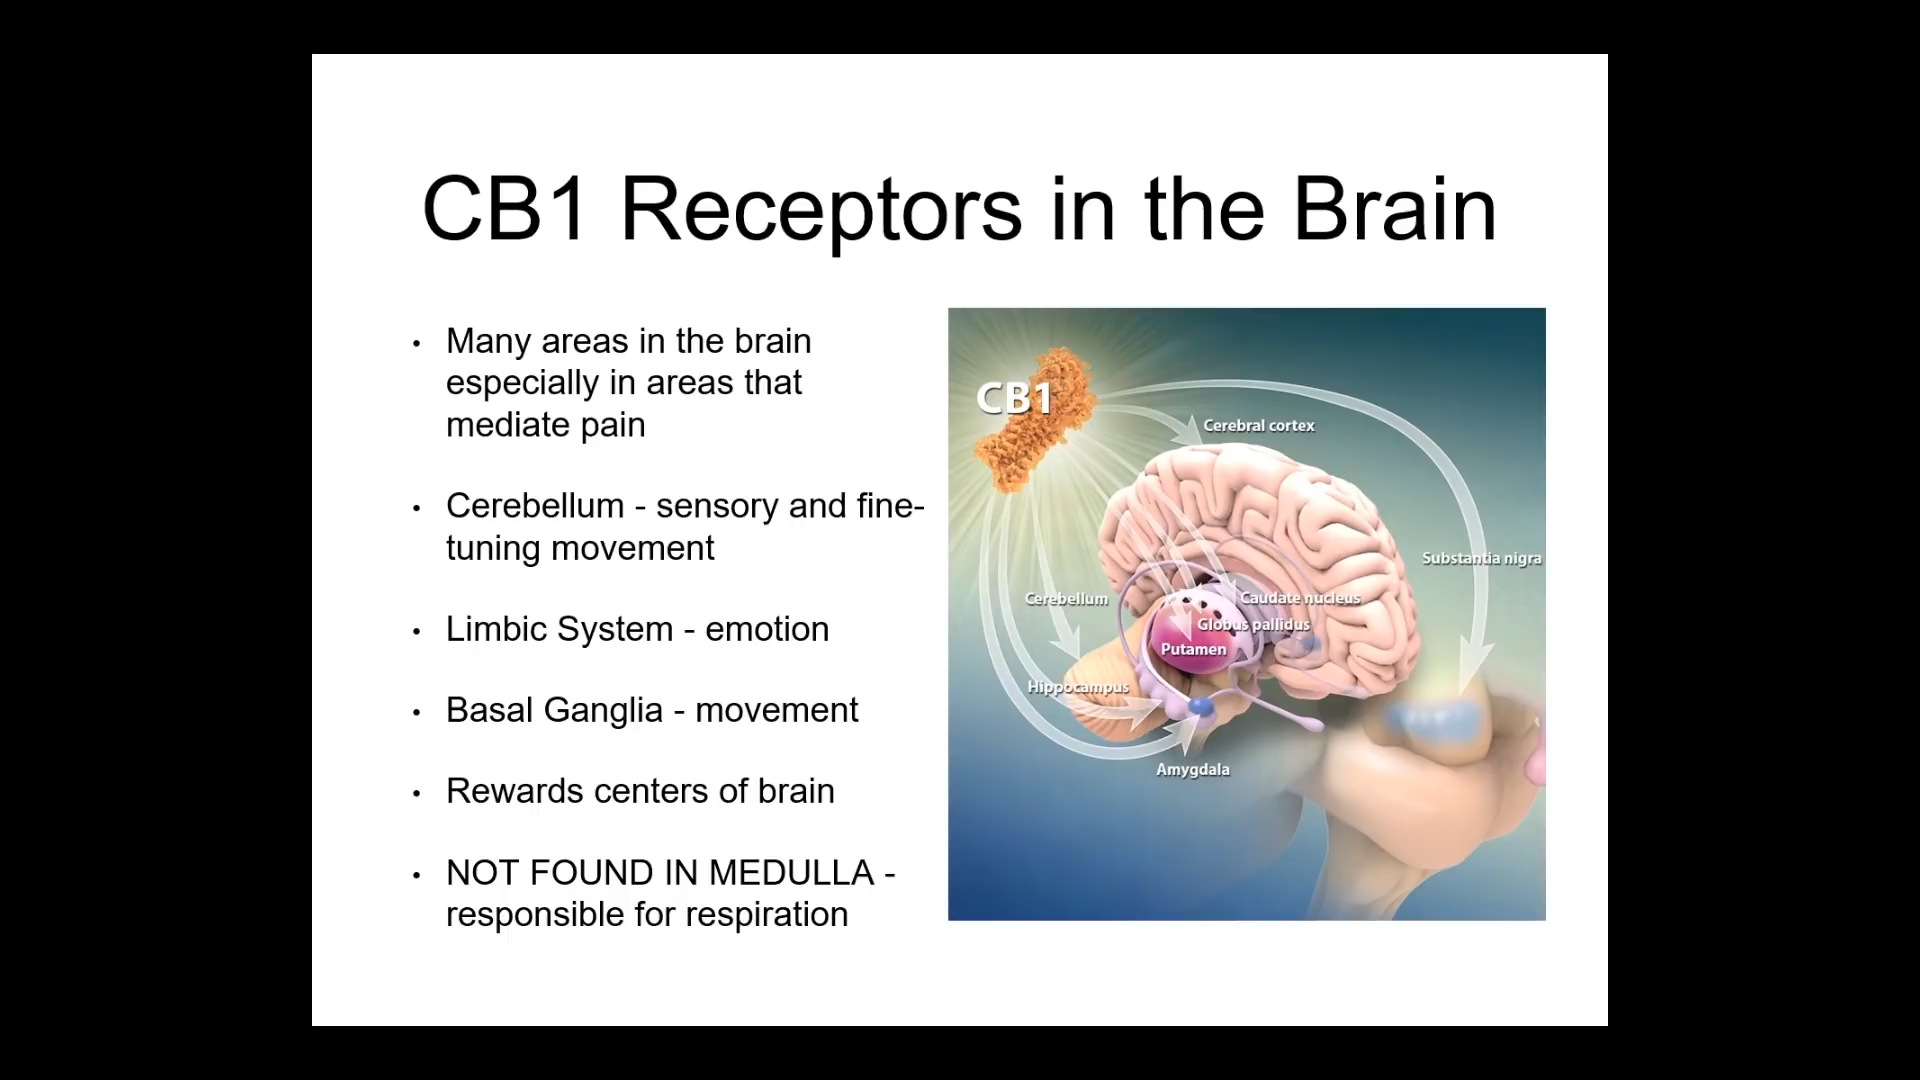 CB1 Receptors in the Brain
• Many areas in the brain
especially in areas that
mediate pain
• Cerebellum - sensory and fine-
tuning movement
• Limbic System - emotion
• Basal Ganglia - movement
• Rewards centers of brain
• NOT FOUND IN MEDULLA -
responsible for respiration
CB1
Cerebral cortex
Substantia nigra
Cerebellum
Caudate nucleus
Globus pallidus
Putamen
Hippocampus
Amygdala